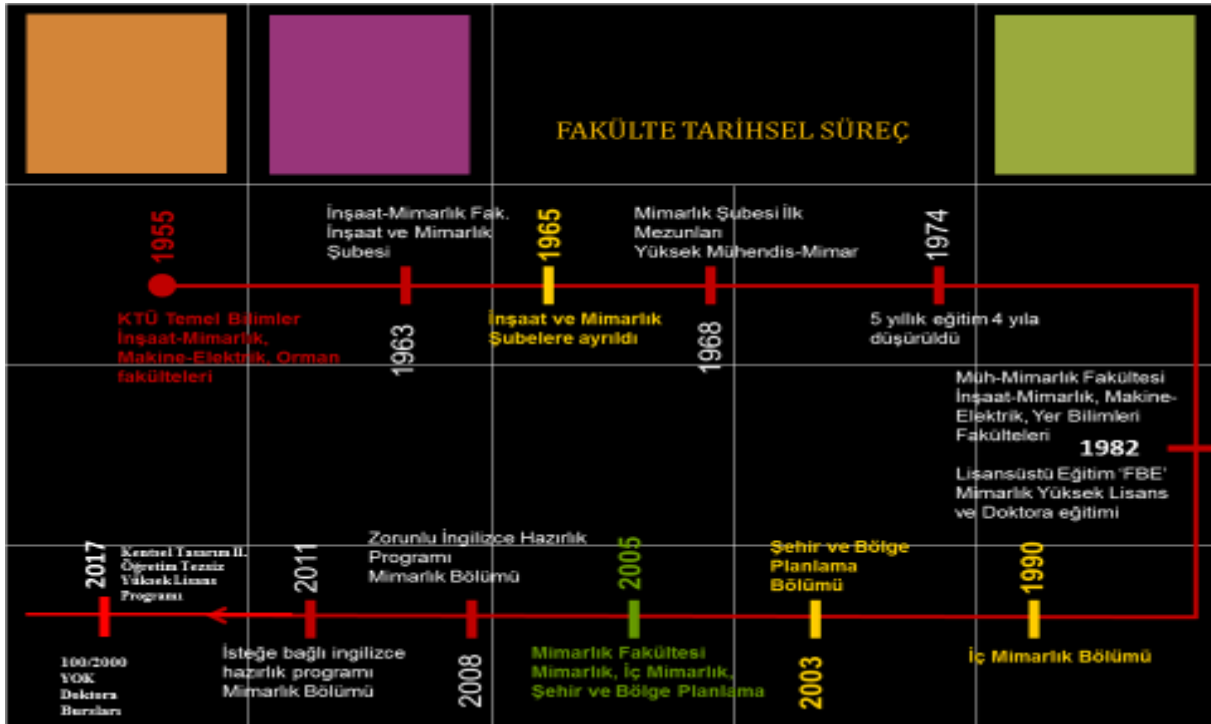 FAKÜLTE TARİHSEL SÜREÇ
1955
KTÜ Temel Bilimler
İnşaat-Mimarlık,
Makine-Elektrik, Orman
fakülteleri
İnşaat-Mimarlık Fak.
İnşaat ve Mimarlık
Şubesi
1963
1965
İnşaat ve Mimarlık
Şubelere ayrıldı
Mimarlık Şubesi İlk
Mezunları
Yüksek Mühendis-Mimar
1968
1974
5 yıllık eğitim 4 yıla
düşürüldü
Müh-Mimarlık Fakültesi
İnşaat-Mimarlık, Makine-
Elektrik, Yer Bilimleri
Fakülteleri
1982
Lisansüstü Eğitim 'FBE'
Mimarlık Yüksek Lisans
ve Doktora eğitimi
1990
İç Mimarlık Bölümü
Şehir ve Bölge
Planlama
Bölümü
2003
2005
Mimarlık Fakültesi
Mimarlık, İç Mimarlık,
Şehir ve Bölge Planlama
Zorunlu İngilizce Hazırlık
Programı
Mimarlık Bölümü
2008
2011
İsteğe bağlı ingilizce
hazırlık programı
Mimarlık Bölümü
2017
Kentsel Tasarım II.
Öğretim Tezsiz
Yüksek Lisans
Programı
100/2000
YOK
Doktora
Bursları